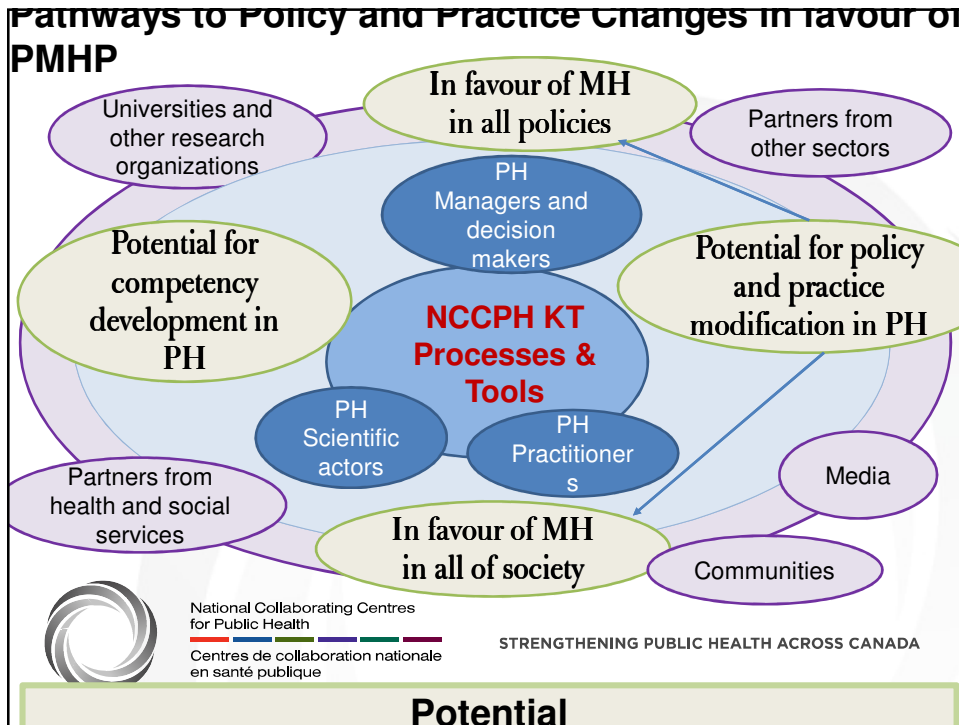 Pathways to Policy and Practice Changes in favour of
PMHP
In favour of MH
in all policies
Universities and
other research
organizations
Partners from
other sectors
PH
Managers and
decision
makers
Potential for
competency
development in
PH
Potential for policy
and practice
modification in PH
NCCPH KT
Processes &
Tools
PH
Scientific
actors
PH
Practitioner
s
Partners from
health and social
services
Media
In favour of MH
in all of society
Communities
National Collaborating Centres
for Public Health
Centres de collaboration nationale
en santé publique
STRENGTHENING PUBLIC HEALTH ACROSS CANADA
Potential